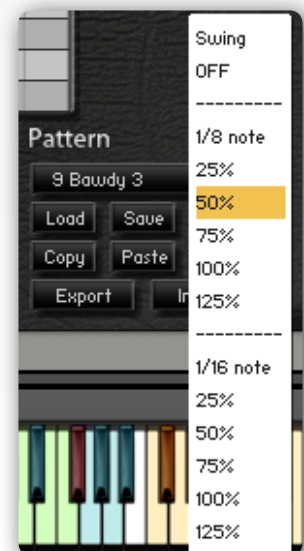 Pattern
9 Bawdy 3
Load Save
Copy Paste
Export
Swing
OFF
---------
1/8 note
25%
50%
75%
100%
125%
---------
1/16 note
25%
50%
75%
100%
125%